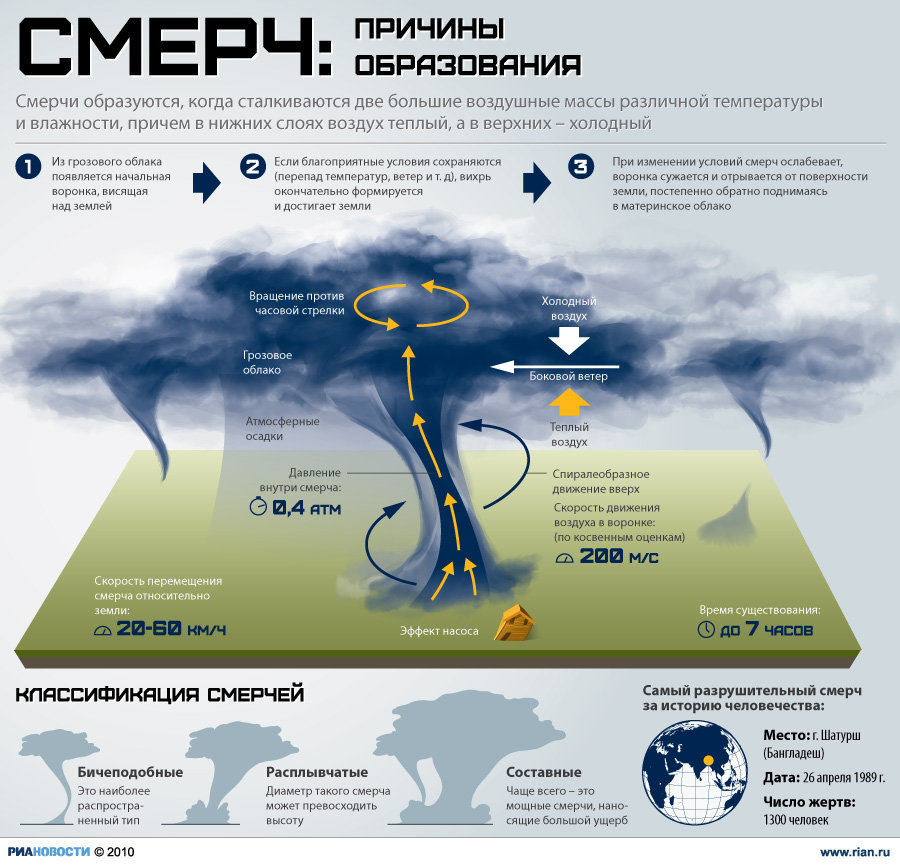 СМЕРЧ: ПРИЧИНЫ
ОБРАЗОВАНИЯ
Смерчи образуются, когда сталкиваются две большие воздушные массы различной температуры
и влажности, причем в нижних слоях воздух теплый, а в верхних – холодный
1
Из грозового облака
появляется начальная
воронка, висящая
над землей
2
Если благоприятные условия сохраняются
(перепад температур, ветер и т. д), вихрь
окончательно формируется
и достигает земли
3
При изменении условий смерч ослабевает,
воронка сужается и отрывается от поверхности
земли, постепенно обратно поднимаясь
в материнское облако
Вращение против
часовой стрелки
Холодный
воздух
Грозовое
облако
Боковой ветер
Атмосферные
осадки
Теплый
воздух
Давление
внутри смерча:
0,4 АТМ
Спиралеобразное
движение вверх
Скорость движения
воздуха в воронке:
(по косвенным оценкам)
200 М/С
Скорость перемещения
смерча относительно
земли:
20-60 КМ/Ч
Эффект насоса
Время существования:
ДО 7 ЧАСОВ
КЛАССИФИКАЦИЯ СМЕРЧЕЙ
Бичеподобные
Это наиболее
распростра-
ненный тип
Расплывчатые
Диаметр такого смерча
может превосходить
высоту
Составные
Чаще всего – это
мощные смерчи, нано-
сящие большой ущерб
Самый разрушительный смерч
за историю человечества:
Место: г. Шатурш
(Бангладеш)
Дата: 26 апреля 1989 г.
Число жертв:
1300 человек
РИАНОВОСТИ © 2010
www.rian.ru